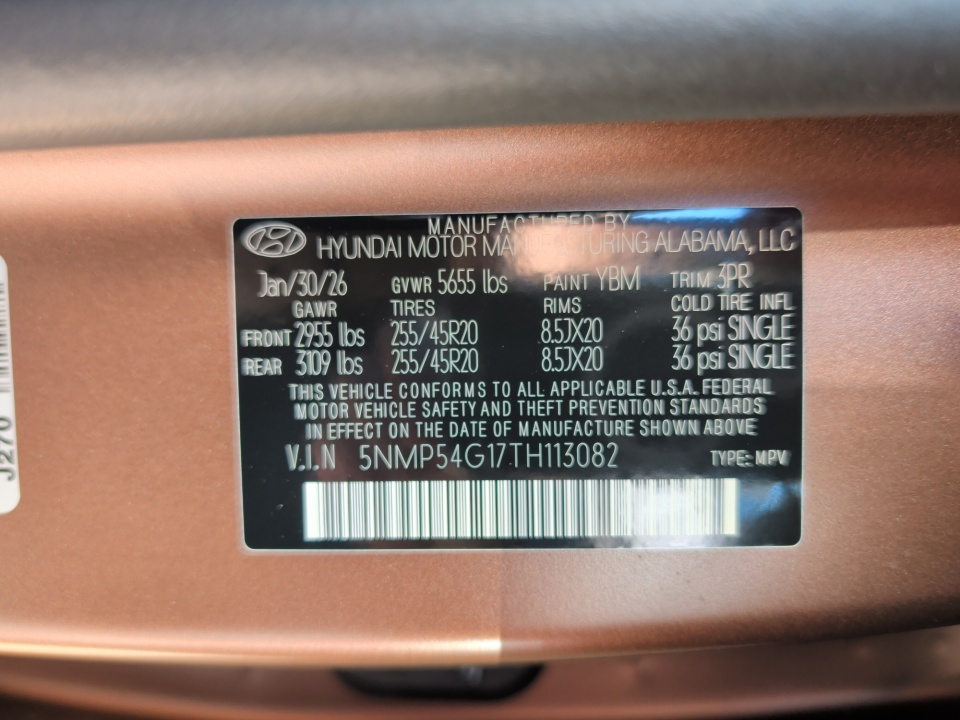 MANUFACTURED BY
HYUNDAI MOTOR MANUFACTURING ALABAMA, LLC
Jan/30/26 GVWR 5655 lbs PAINT YBM TRIM 3PR
GAWR TIRES RIMS COLD TIRE INFL
FRONT 2955 lbs 255/45R20 8.5JX20 36 psi SINGLE
REAR 3109 lbs 255/45R20 8.5JX20 36 psi SINGLE
THIS VEHICLE CONFORMS TO ALL APPLICABLE U.S.A. FEDERAL
MOTOR VEHICLE SAFETY AND THEFT PREVENTION STANDARDS
IN EFFECT ON THE DATE OF MANUFACTURE SHOWN ABOVE
V.I.N 5NMP54G17TH113082 TYPE: MPV
J270